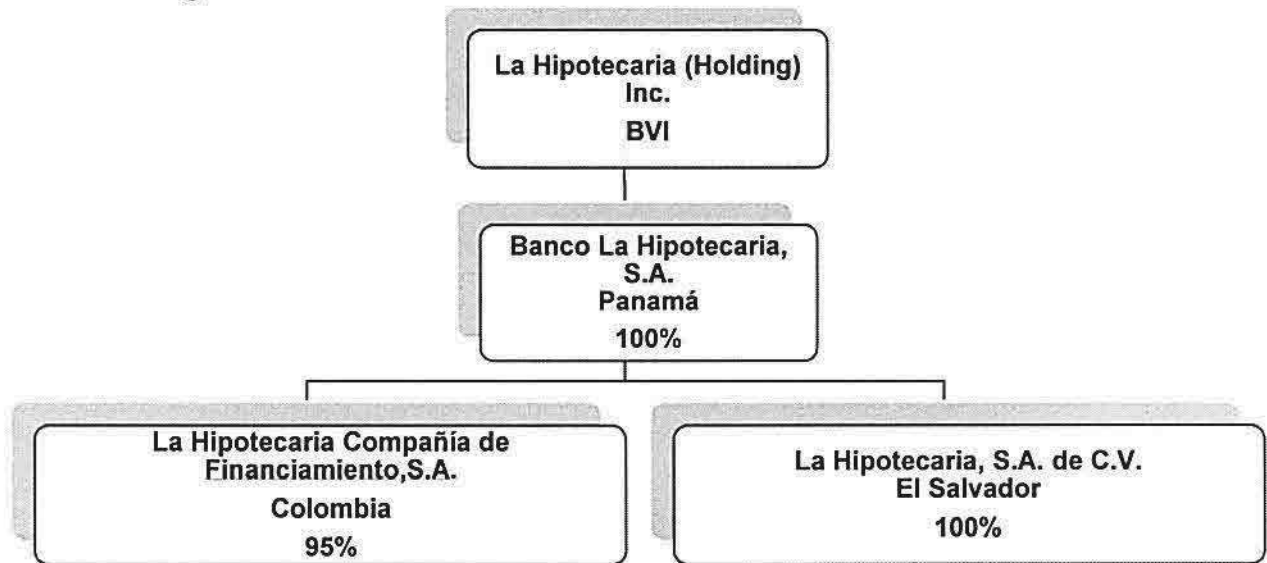 La Hipotecaria (Holding)
Inc.
BVI
Banco La Hipotecaria,
S.A.
Panamá
100%
La Hipotecaria Compañía de
Financiamiento,S.A.
Colombia
95%
La Hipotecaria, S.A. de C.V.
El Salvador
100%